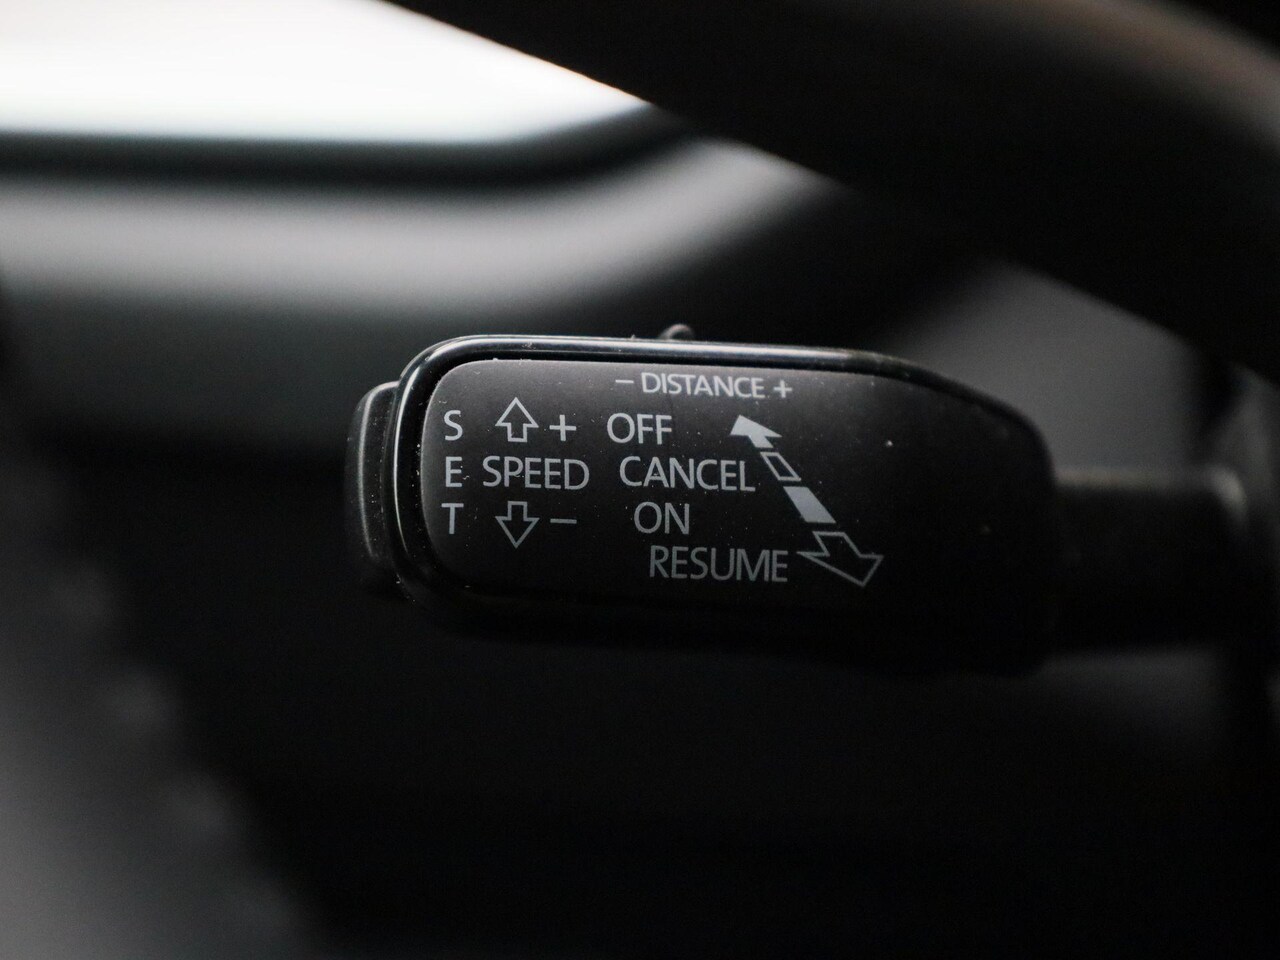 – DISTANCE +
S + OFF
E SPEED CANCEL
T – ON
RESUME